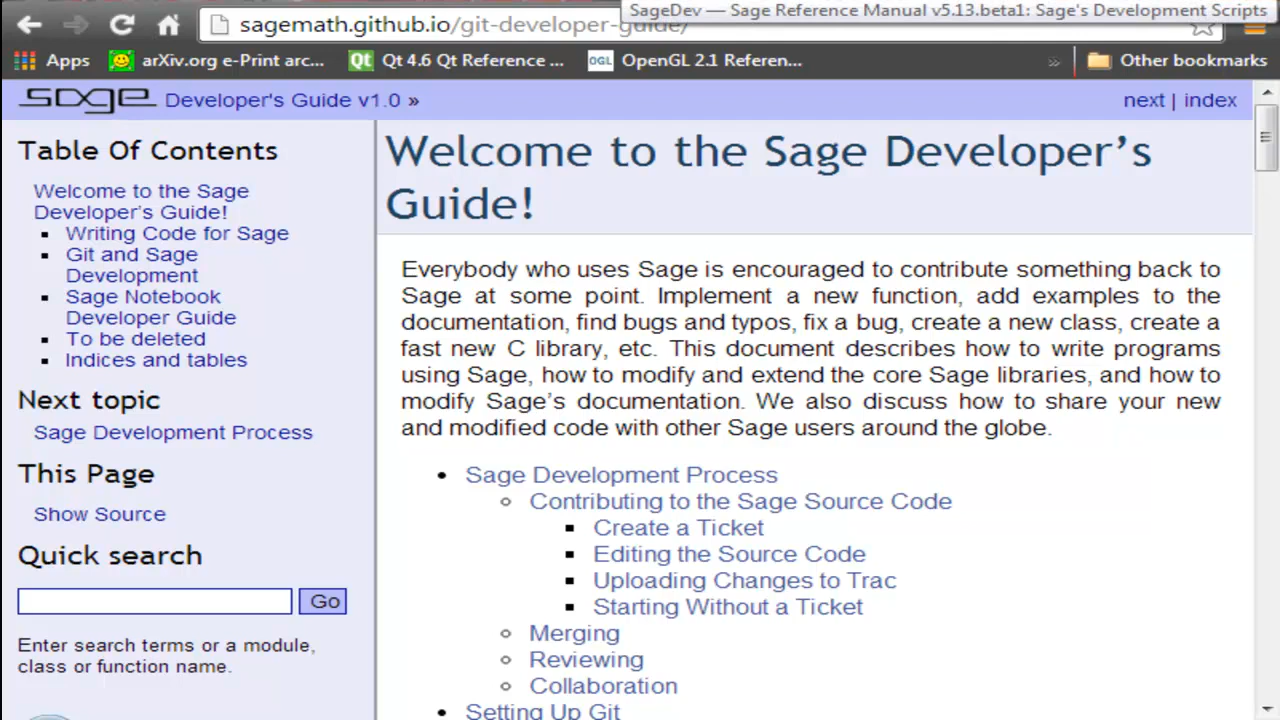 SageDev — Sage Reference Manual v5.13.beta1: Sage's Development Scripts
sagemath.github.io/git-developer-guide/
Apps arXiv.org e-Print arc... Qt Qt 4.6 Qt Reference ... OGL OpenGL 2.1 Referen... » Other bookmarks
sage Developer's Guide v1.0 » next | index
Table Of Contents
Welcome to the Sage
Developer's Guide!
Writing Code for Sage
Git and Sage
Development
Sage Notebook
Developer Guide
To be deleted
Indices and tables
Next topic
Sage Development Process
This Page
Show Source
Quick search
Go
Enter search terms or a module,
class or function name.
Welcome to the Sage Developer’s
Guide!
Everybody who uses Sage is encouraged to contribute something back to
Sage at some point. Implement a new function, add examples to the
documentation, find bugs and typos, fix a bug, create a new class, create a
fast new C library, etc. This document describes how to write programs
using Sage, how to modify and extend the core Sage libraries, and how to
modify Sage’s documentation. We also discuss how to share your new
and modified code with other Sage users around the globe.
Sage Development Process
Contributing to the Sage Source Code
Create a Ticket
Editing the Source Code
Uploading Changes to Trac
Starting Without a Ticket
Merging
Reviewing
Collaboration
Setting Up Git